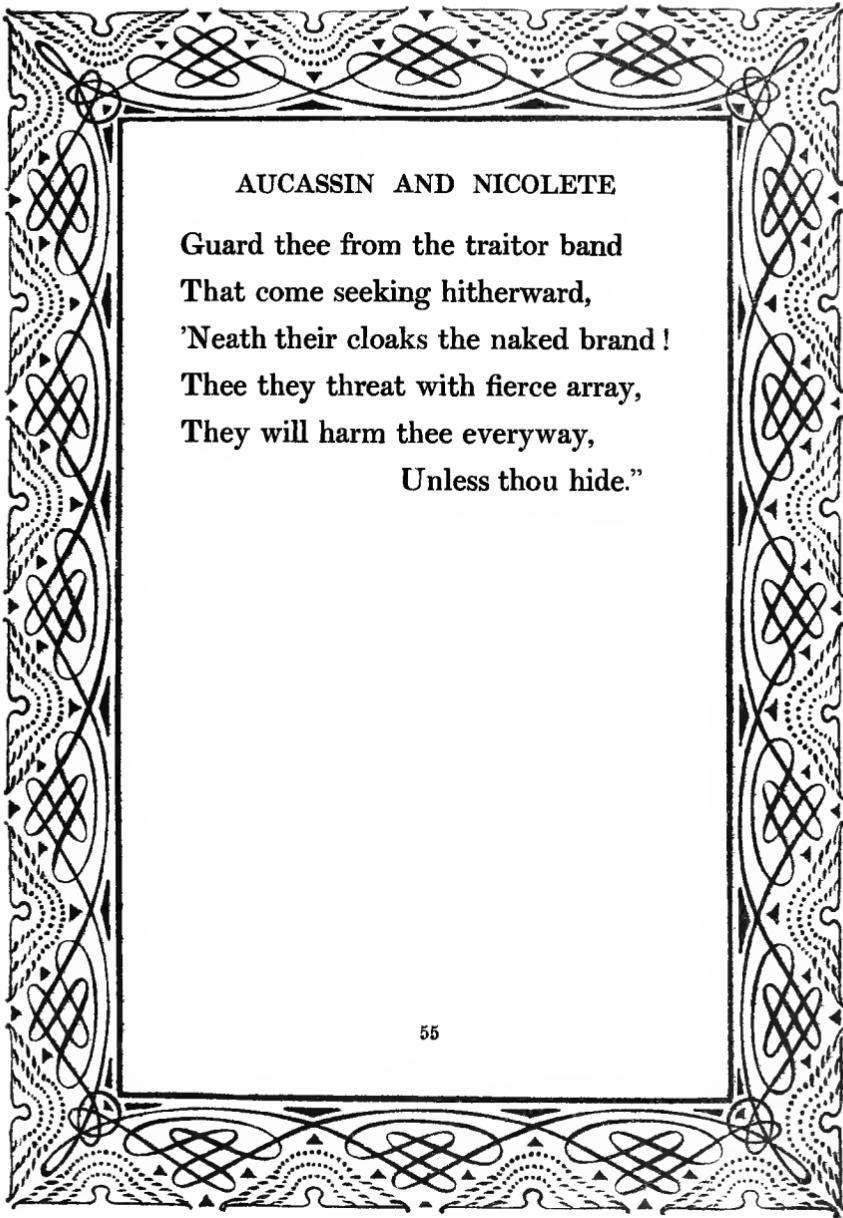 AUCASSIN AND NICOLETE
Guard thee from the traitor band
That come seeking hitherward,
'Neath their cloaks the naked brand !
Thee they threat with fierce array,
They will harm thee everyway,
Unless thou hide.”
55